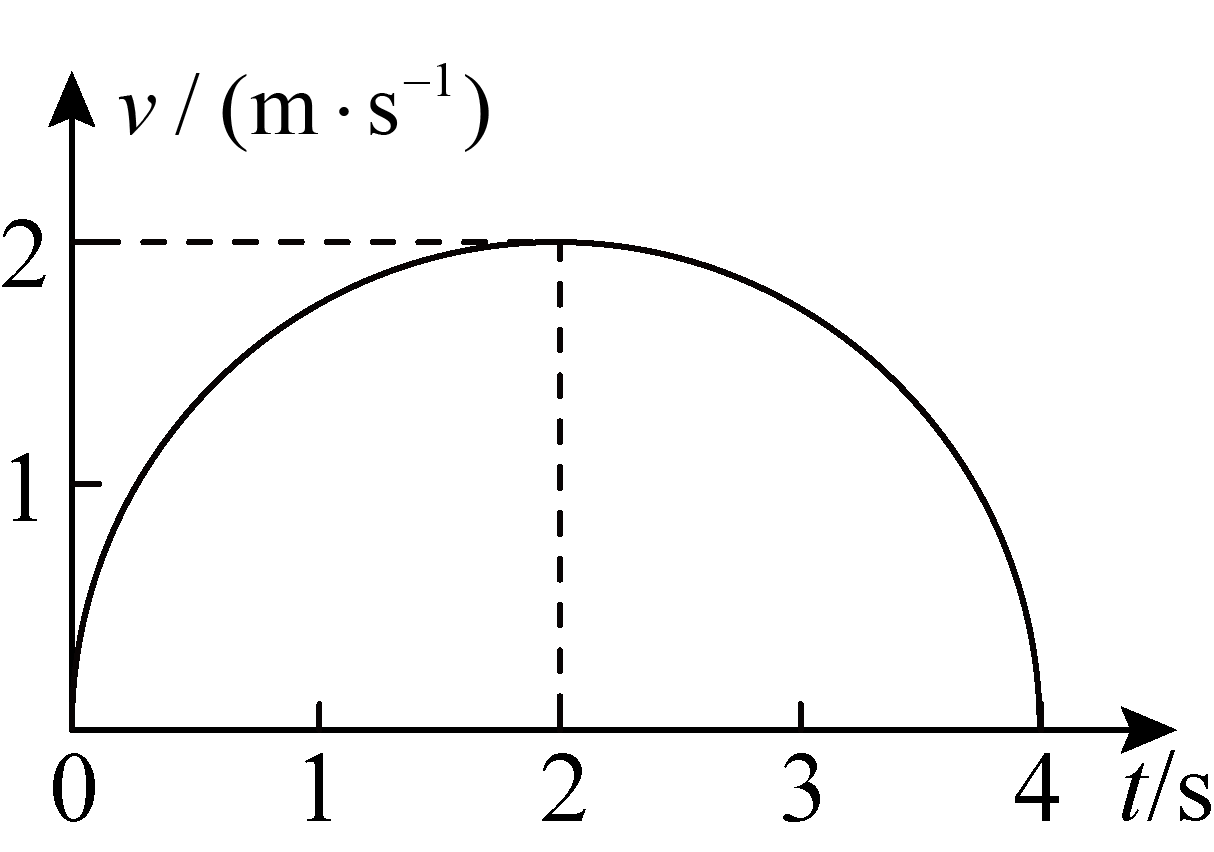 v / (m · s⁻¹)
2
1
0 1 2 3 4 t/s